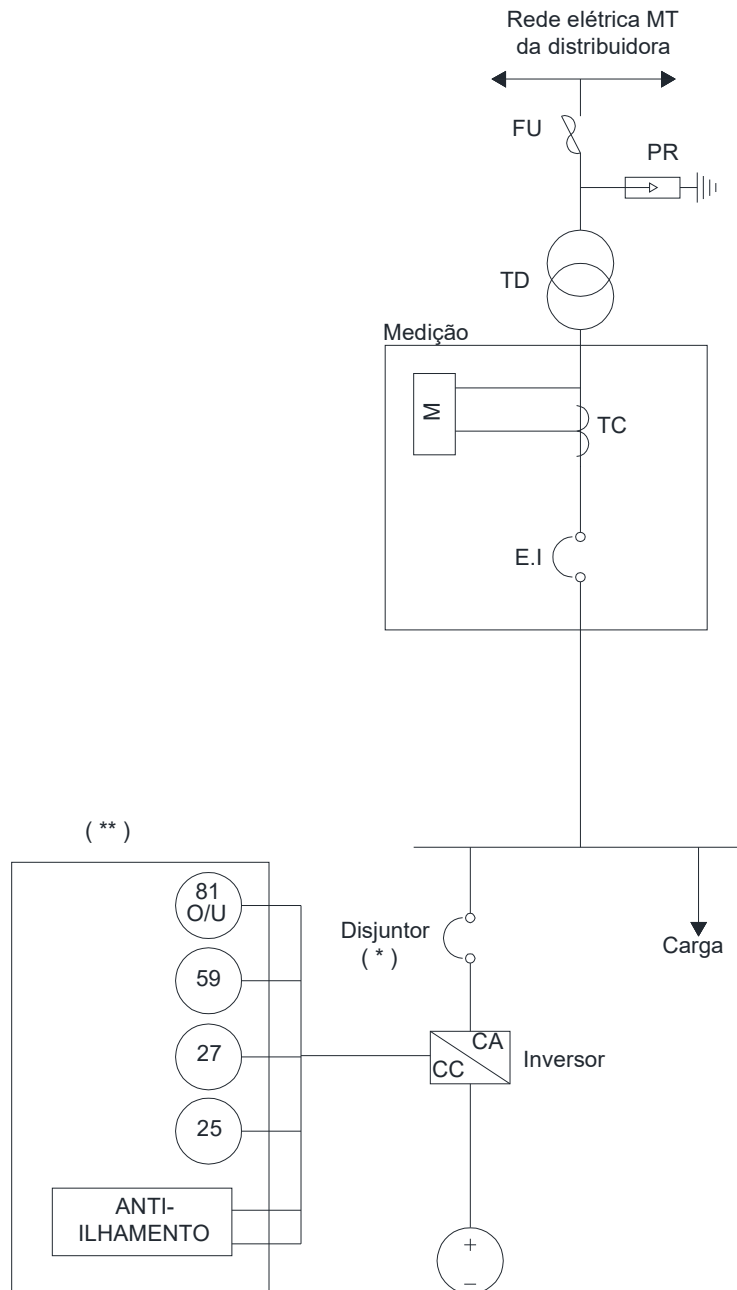 Rede elétrica MT
da distribuidora
FU
PR
TD
Medição
M
TC
E.I
( ** )
81
O/U
59
27
25
ANTI-
ILHAMENTO
Disjuntor
( * )
Carga
CA
CC
Inversor
+
–